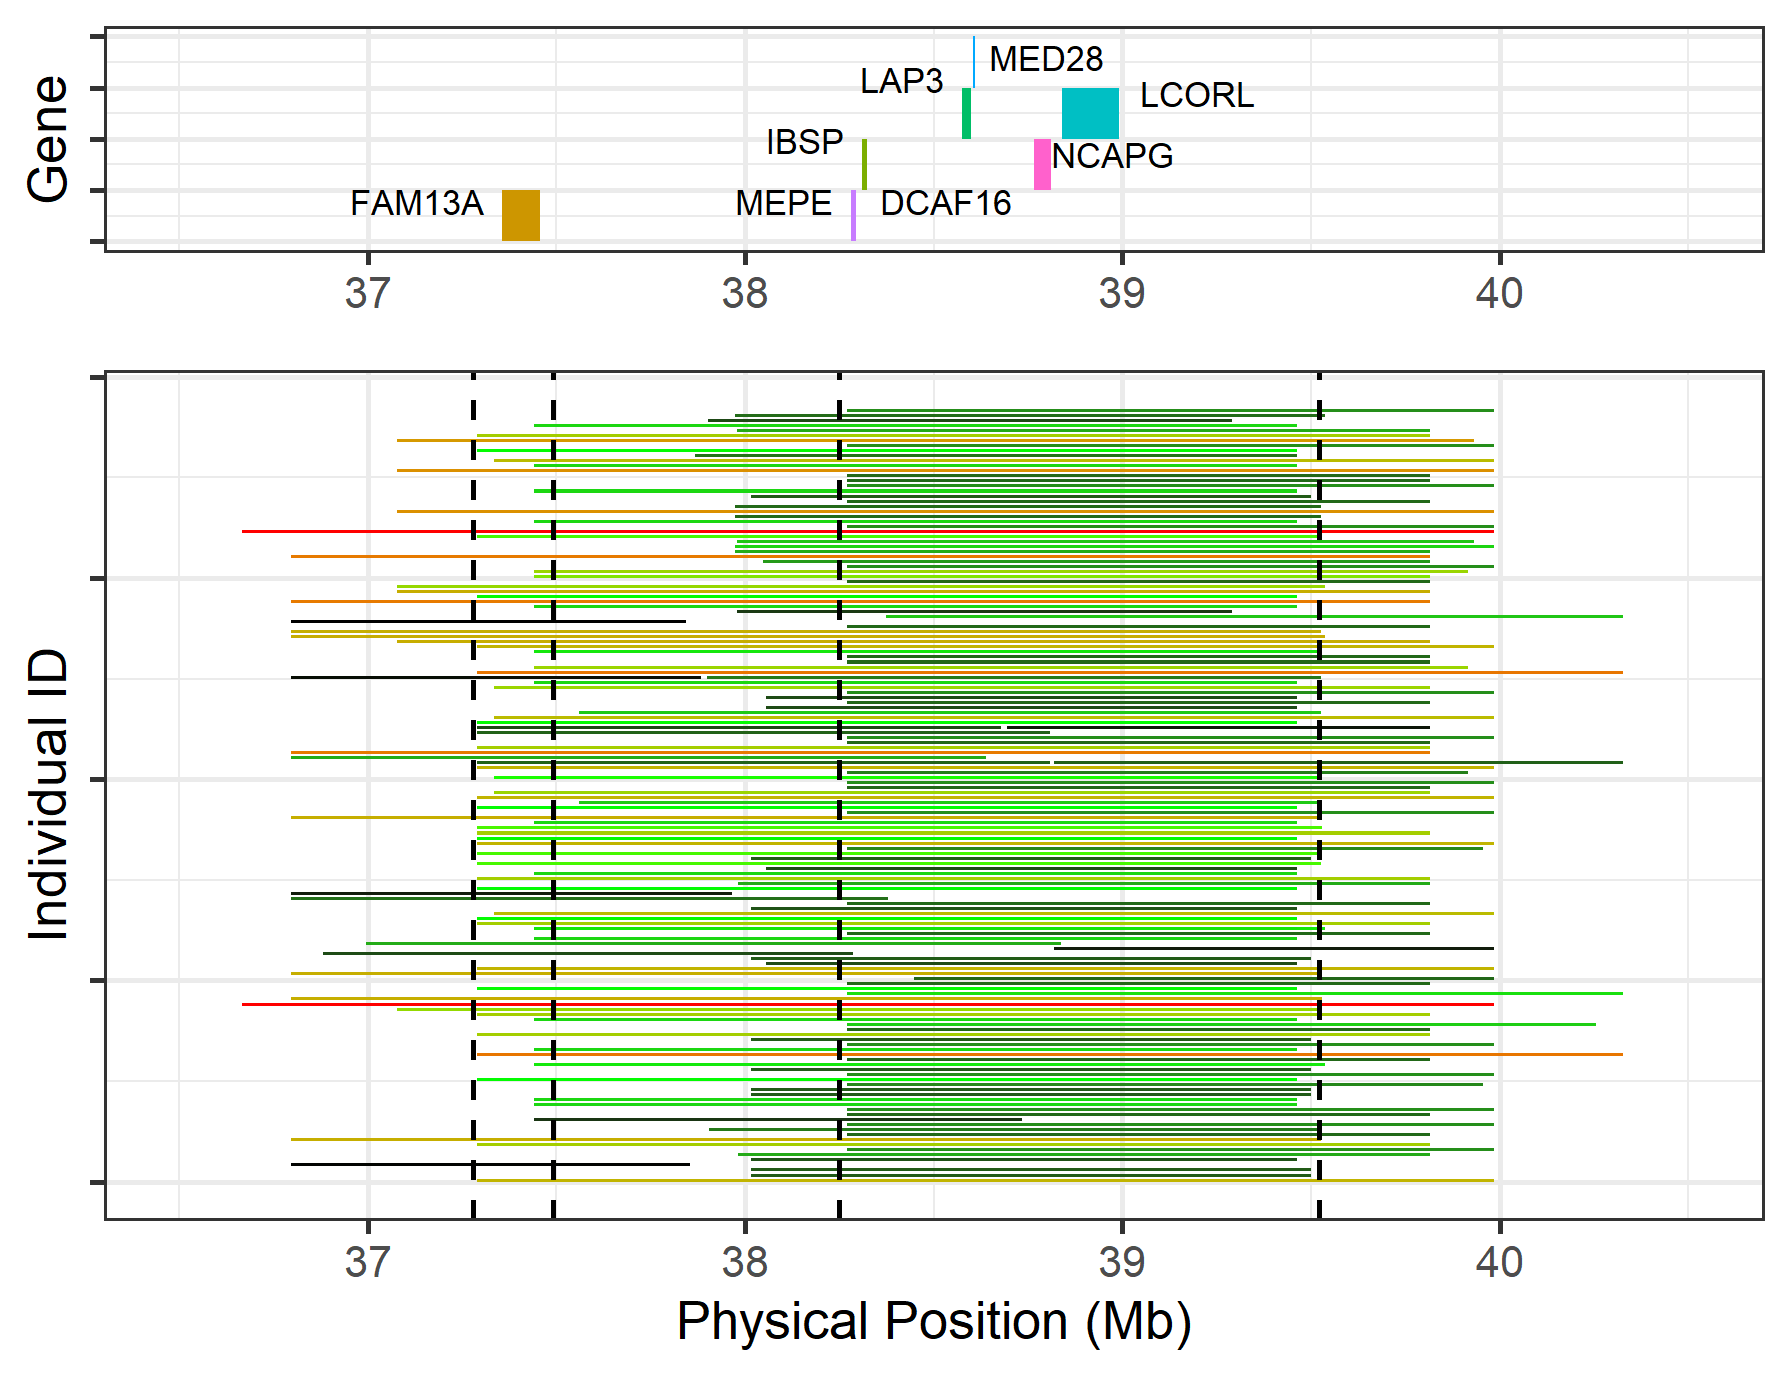 Gene
MED28
LAP3
LCORL
IBSP
NCAPG
FAM13A
MEPE
DCAF16
37
38
39
40
Individual ID
37
38
39
40
Physical Position (Mb)